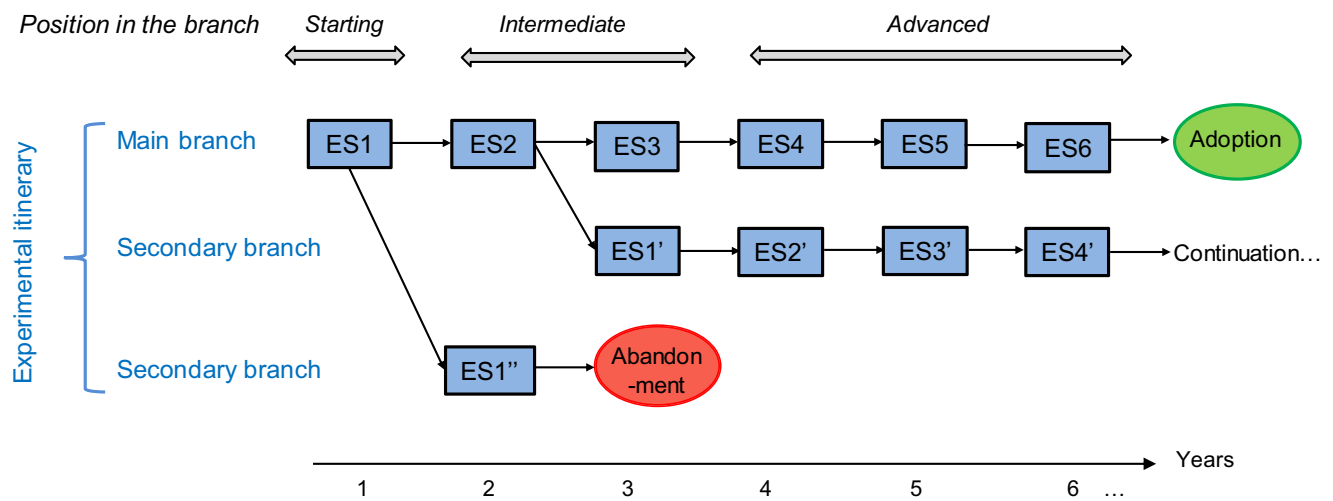 Position in the branch Starting Intermediate Advanced
Experimental itinerary
Main branch ES1 ES2 ES3 ES4 ES5 ES6 Adoption
Secondary branch ES1’ ES2’ ES3’ ES4’ Continuation…
Secondary branch ES1’’ Abandon
-ment
Years
1 2 3 4 5 6 …